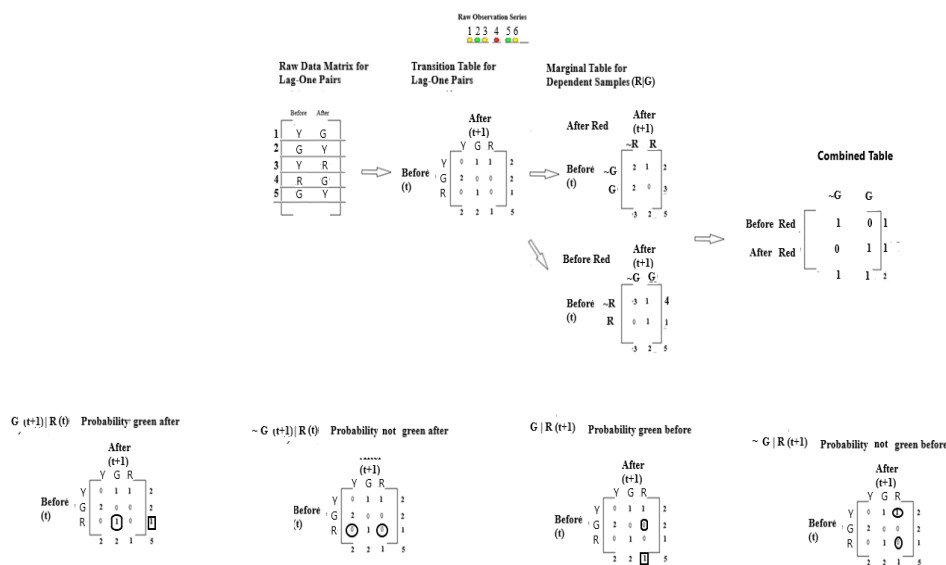 Raw Observation Series
1 2 3 4 5 6
Raw Data Matrix for
Lag-One Pairs
Before After
1 Y G
2 G Y
3 Y R
4 R G
5 G Y
Transition Table for
Lag-One Pairs
After
(t+1)
Y G R
Before
(t)
Y 0 1 1 2
G 2 0 0 2
R 0 1 0 1
2 2 1 5
Marginal Table for
Dependent Samples (R|G)
After Red
After
(t+1)
~R R
Before
(t)
~G 2 1 2
G 2 0 3
3 2 5
Before Red
After
(t+1)
~G G
Before
(t)
~R 3 1 4
R 0 1 1
3 2 5
Combined Table
~G G
Before Red 1 0 1
After Red 0 1 1
1 1 2
G (t+1) | R (t) Probability green after
After
(t+1)
Y G R
Before
(t)
Y 0 1 1 2
G 2 0 0 2
R 0 1 0 1
2 2 1 5
~ G (t+1) | R (t) Probability not green after
(t+1)
Y G R
Before
(t)
Y 0 1 1 2
G 2 0 0 2
R 0 1 0 1
2 2 1 5
G | R (t+1) Probability green before
After
(t+1)
Y G R
Before
(t)
Y 0 1 1 2
G 2 0 0 2
R 0 1 0 1
2 2 1 5
~ G | R (t+1) Probability not green before
After
(t+1)
Y G R
Before
(t)
Y 0 1 1 2
G 2 0 0 2
R 0 1 0 1
2 2 1 5